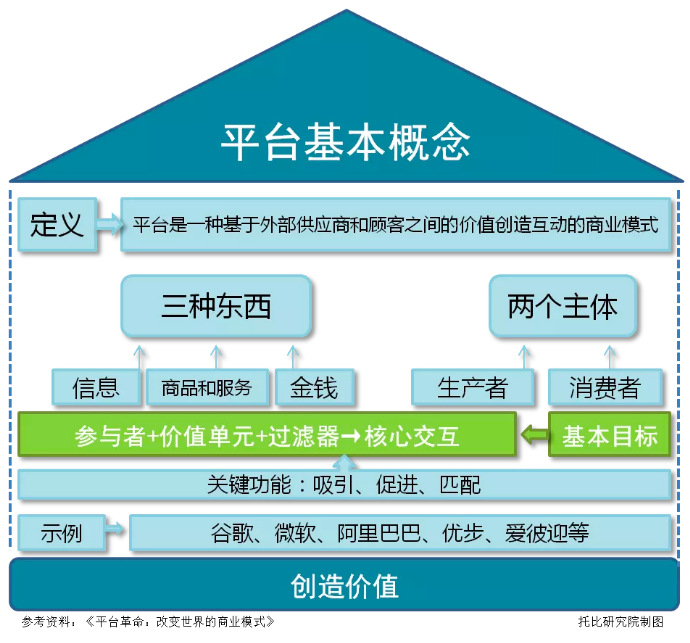 平台基本概念
定义
平台是一种基于外部供应商和顾客之间的价值创造互动的商业模式
三种东西
两个主体
信息
商品和服务
金钱
生产者
消费者
参与者+价值单元+过滤器→核心交互
基本目标
关键功能：吸引、促进、匹配
示例
谷歌、微软、阿里巴巴、优步、爱彼迎等
创造价值
参考资料：《平台革命：改变世界的商业模式》
托比研究院制图